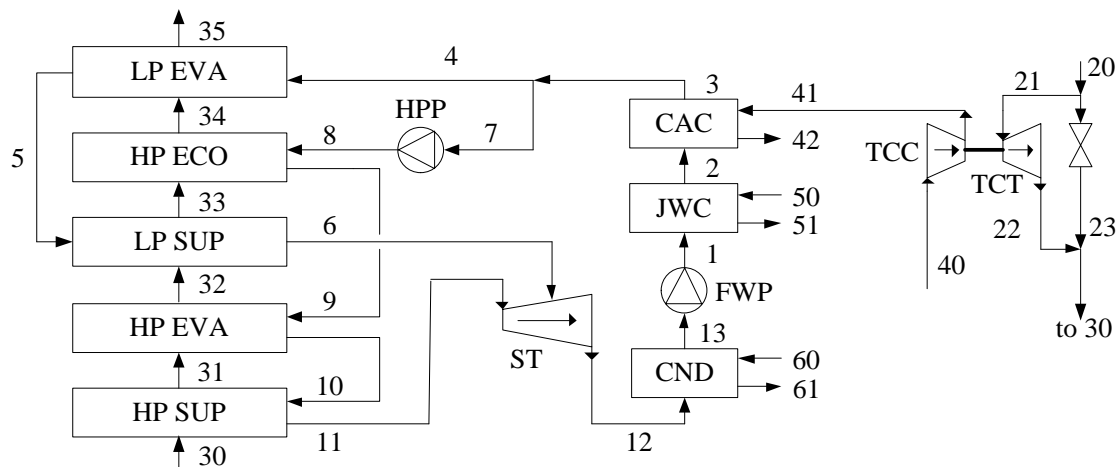 35
LP EVA
4
3
41
21
20
5
34
HPP
CAC
42
HP ECO
8
7
TCC
TCT
2
33
JWC
50
51
LP SUP
6
22
23
1
40
32
FWP
HP EVA
9
13
to 30
ST
60
CND
61
31
10
HP SUP
11
12
30